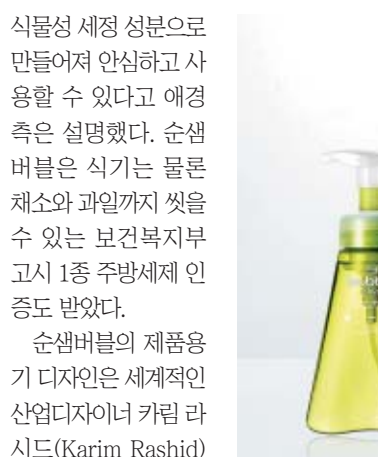 식물성 세정 성분으로
만들어져 안심하고 사
용할 수 있다고 애경
측은 설명했다. 순샘
버블은 식기는 물론
채소와 과일까지 씻을
수 있는 보건복지부
고시 1종 주방세제 인
증도 받았다.
순샘버블의 제품용
기 디자인은 세계적인
산업디자이너 카림 라
시드(Karim Rashid)